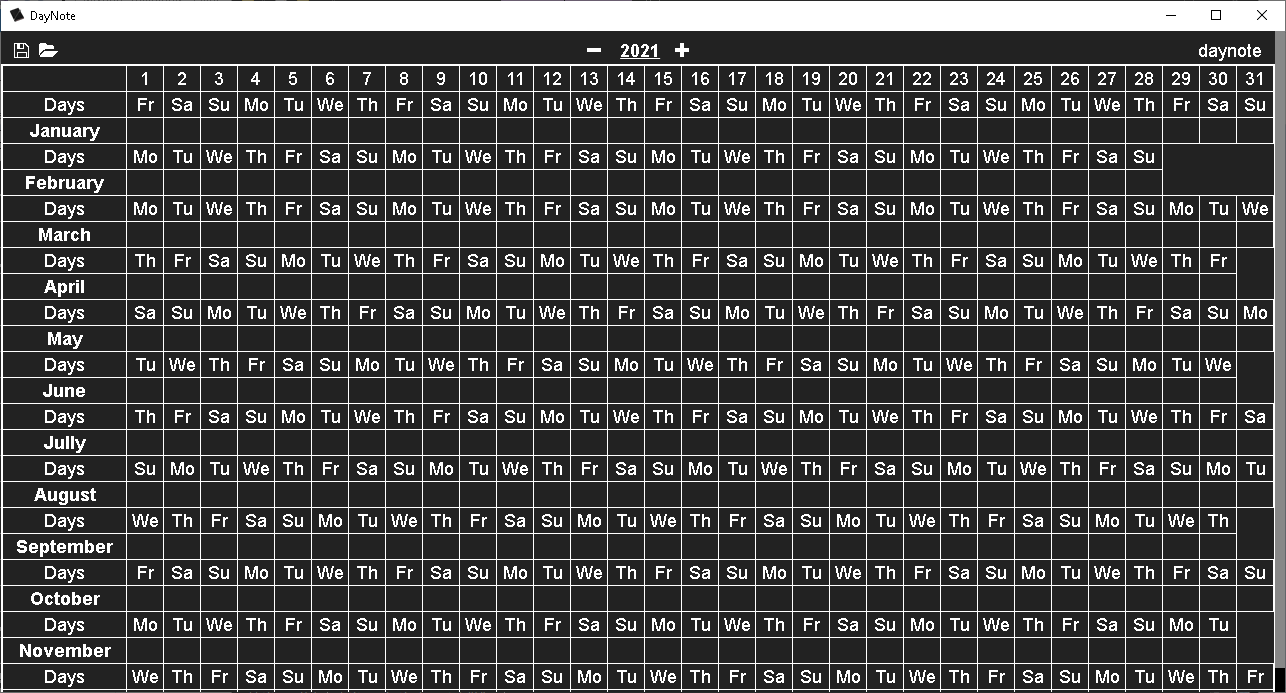 DayNote
2021 daynote
1 2 3 4 5 6 7 8 9 10 11 12 13 14 15 16 17 18 19 20 21 22 23 24 25 26 27 28 29 30 31
Days Fr Sa Su Mo Tu We Th Fr Sa Su Mo Tu We Th Fr Sa Su Mo Tu We Th Fr Sa Su Mo Tu We Th Fr Sa Su
January
Days Mo Tu We Th Fr Sa Su Mo Tu We Th Fr Sa Su Mo Tu We Th Fr Sa Su Mo Tu We Th Fr Sa Su
February
Days Mo Tu We Th Fr Sa Su Mo Tu We Th Fr Sa Su Mo Tu We Th Fr Sa Su Mo Tu We Th Fr Sa Su Mo Tu We
March
Days Th Fr Sa Su Mo Tu We Th Fr Sa Su Mo Tu We Th Fr Sa Su Mo Tu We Th Fr Sa Su Mo Tu We Th Fr
April
Days Sa Su Mo Tu We Th Fr Sa Su Mo Tu We Th Fr Sa Su Mo Tu We Th Fr Sa Su Mo Tu We Th Fr Sa Su Mo
May
Days Tu We Th Fr Sa Su Mo Tu We Th Fr Sa Su Mo Tu We Th Fr Sa Su Mo Tu We Th Fr Sa Su Mo Tu We
June
Days Th Fr Sa Su Mo Tu We Th Fr Sa Su Mo Tu We Th Fr Sa Su Mo Tu We Th Fr Sa Su Mo Tu We Th Fr Sa
Jully
Days Su Mo Tu We Th Fr Sa Su Mo Tu We Th Fr Sa Su Mo Tu We Th Fr Sa Su Mo Tu We Th Fr Sa Su Mo Tu
August
Days We Th Fr Sa Su Mo Tu We Th Fr Sa Su Mo Tu We Th Fr Sa Su Mo Tu We Th Fr Sa Su Mo Tu We Th
September
Days Fr Sa Su Mo Tu We Th Fr Sa Su Mo Tu We Th Fr Sa Su Mo Tu We Th Fr Sa Su Mo Tu We Th Fr Sa Su
October
Days Mo Tu We Th Fr Sa Su Mo Tu We Th Fr Sa Su Mo Tu We Th Fr Sa Su Mo Tu We Th Fr Sa Su Mo Tu
November
Days We Th Fr Sa Su Mo Tu We Th Fr Sa Su Mo Tu We Th Fr Sa Su Mo Tu We Th Fr Sa Su Mo Tu We Th Fr